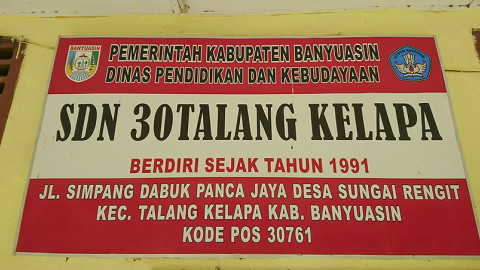 BANYUASIN
PEMERINTAH KABUPATEN BANYUASIN
DINAS PENDIDIKAN DAN KEBUDAYAAN
SDN 30TALANG KELAPA
BERDIRI SEJAK TAHUN 1991
JL. SIMPANG DABUK PANCA JAYA DESA SUNGAI RENGIT
KEC. TALANG KELAPA KAB. BANYUASIN
KODE POS 30761